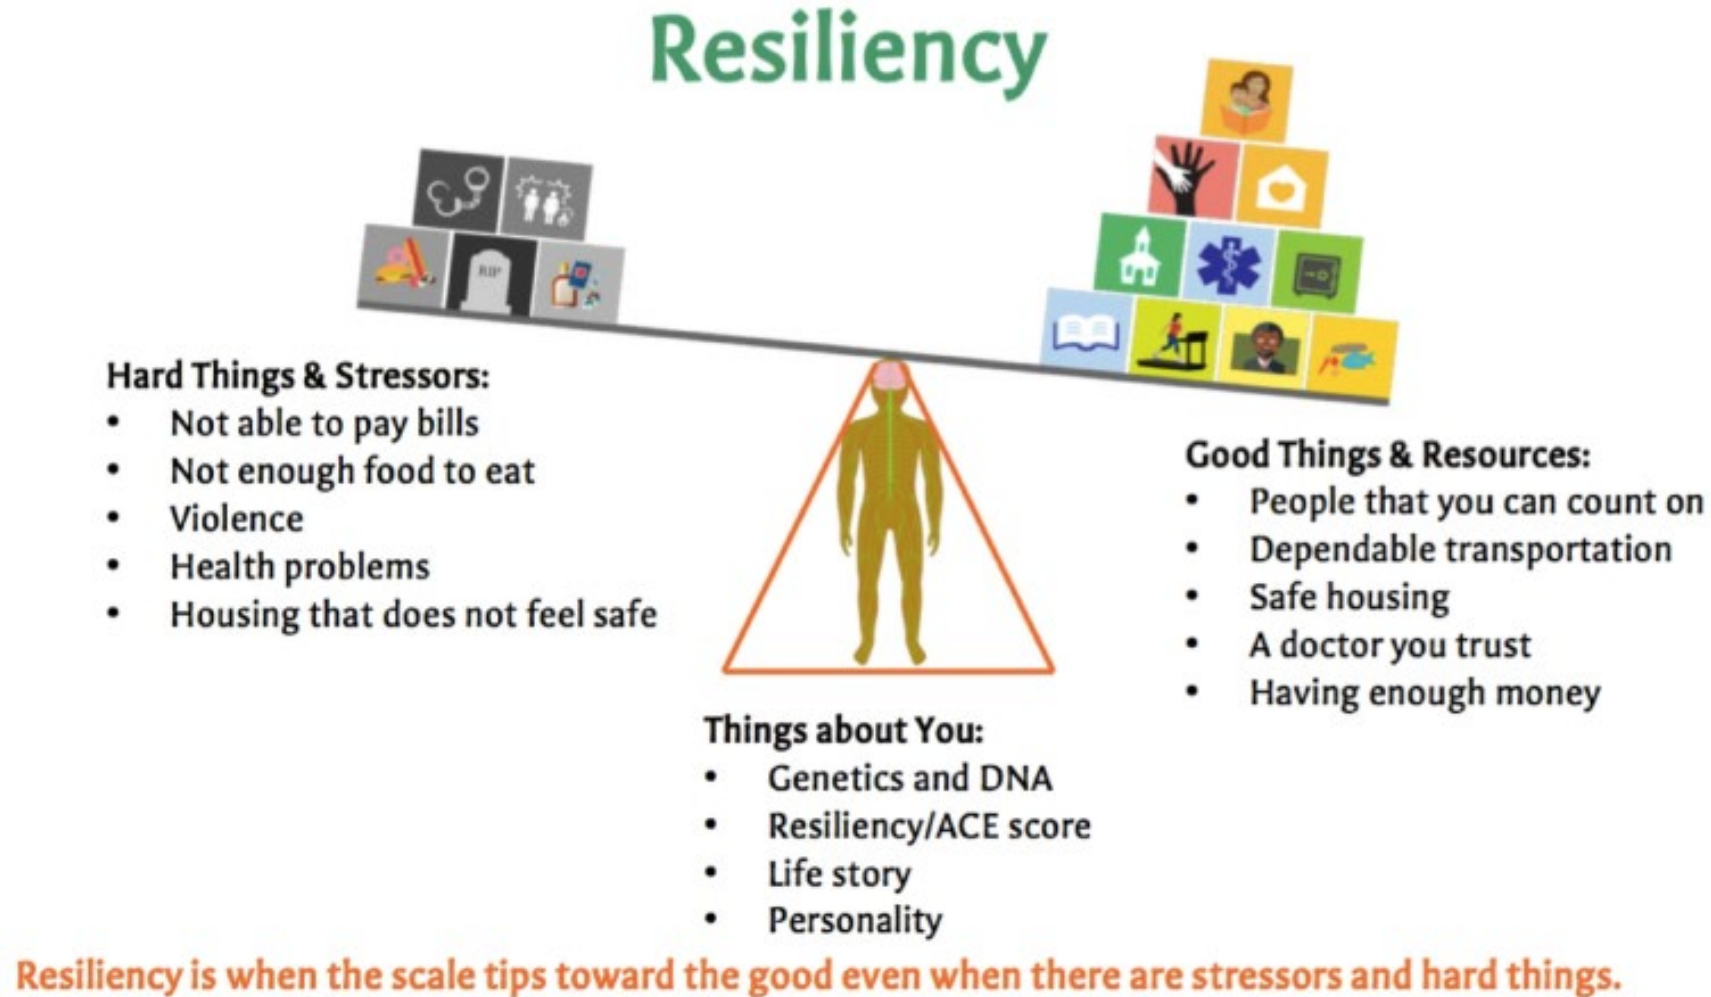 Resiliency
RIP
Hard Things & Stressors:
• Not able to pay bills
• Not enough food to eat
• Violence
• Health problems
• Housing that does not feel safe
Good Things & Resources:
• People that you can count on
• Dependable transportation
• Safe housing
• A doctor you trust
• Having enough money
Things about You:
• Genetics and DNA
• Resiliency/ACE score
• Life story
• Personality
Resiliency is when the scale tips toward the good even when there are stressors and hard things.